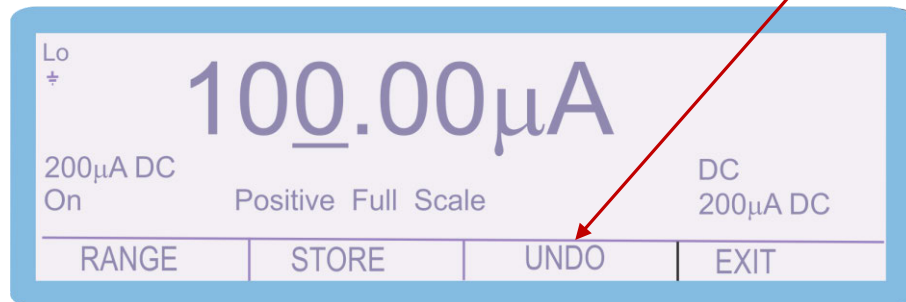 Lo
100.00µA
200µA DC
DC
On
Positive Full Scale
200µA DC
RANGE
STORE
UNDO
EXIT